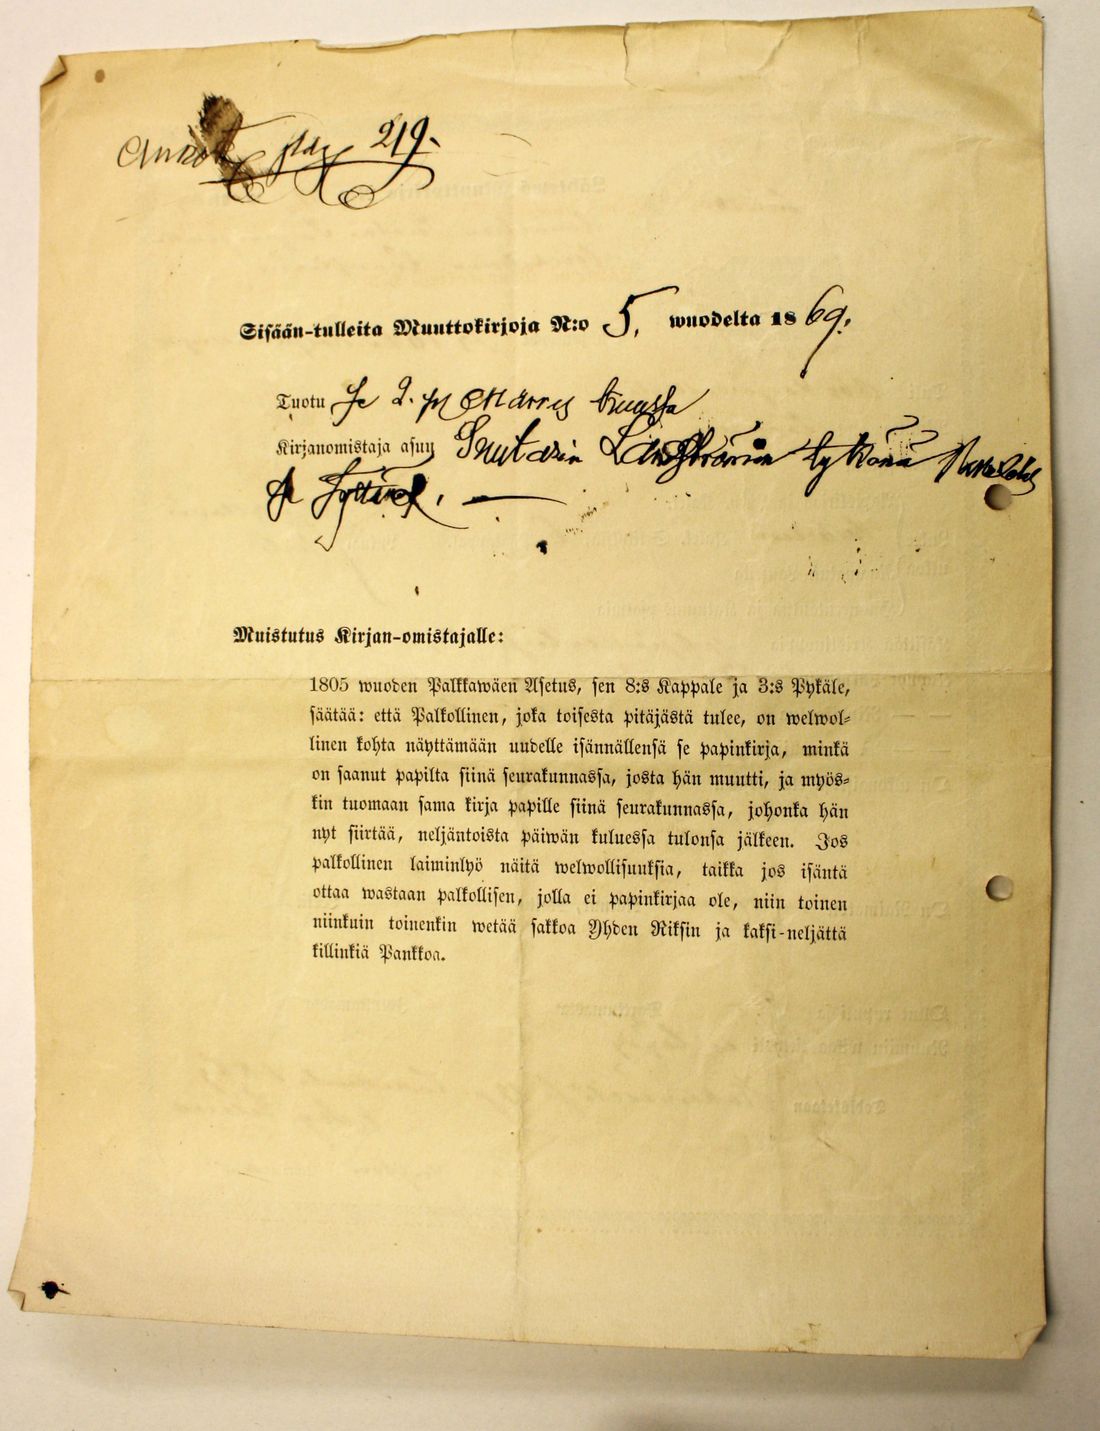 219.
Sisään-tulleita Muuttokirjoja N:o 5. wuodelta 1869.
Tuotu 2. p
Kirjanomistaja asuu tykönä
Muistutus Kirjan-omistajalle:
1805 wuoden Palkkawäen Asetus, sen 8:s Kappale ja 3:s Pykäle,
säätää: että Palkollinen, joka toisesta pitäjästä tulee, on welwol-
linen kohta näyttämään uudelle isännällensä se papinkirja, minkä
on saanut papilta siinä seurakunnassa, josta hän muutti, ja myös-
kin tuomaan sama kirja papille siinä seurakunnassa, johonka hän
nyt siirtää, neljäntoista päiwän kuluessa tulonsa jälkeen. Jos
palkollinen laiminlyö näitä welwollisuuksia, taikka jos isäntä
ottaa wastaan palkollisen, jolla ei papinkirjaa ole, niin toinen
niinkuin toinenkin wetää sakkoa Yhden Riksin ja kaksi-neljättä
killinkiä Pankkoa.